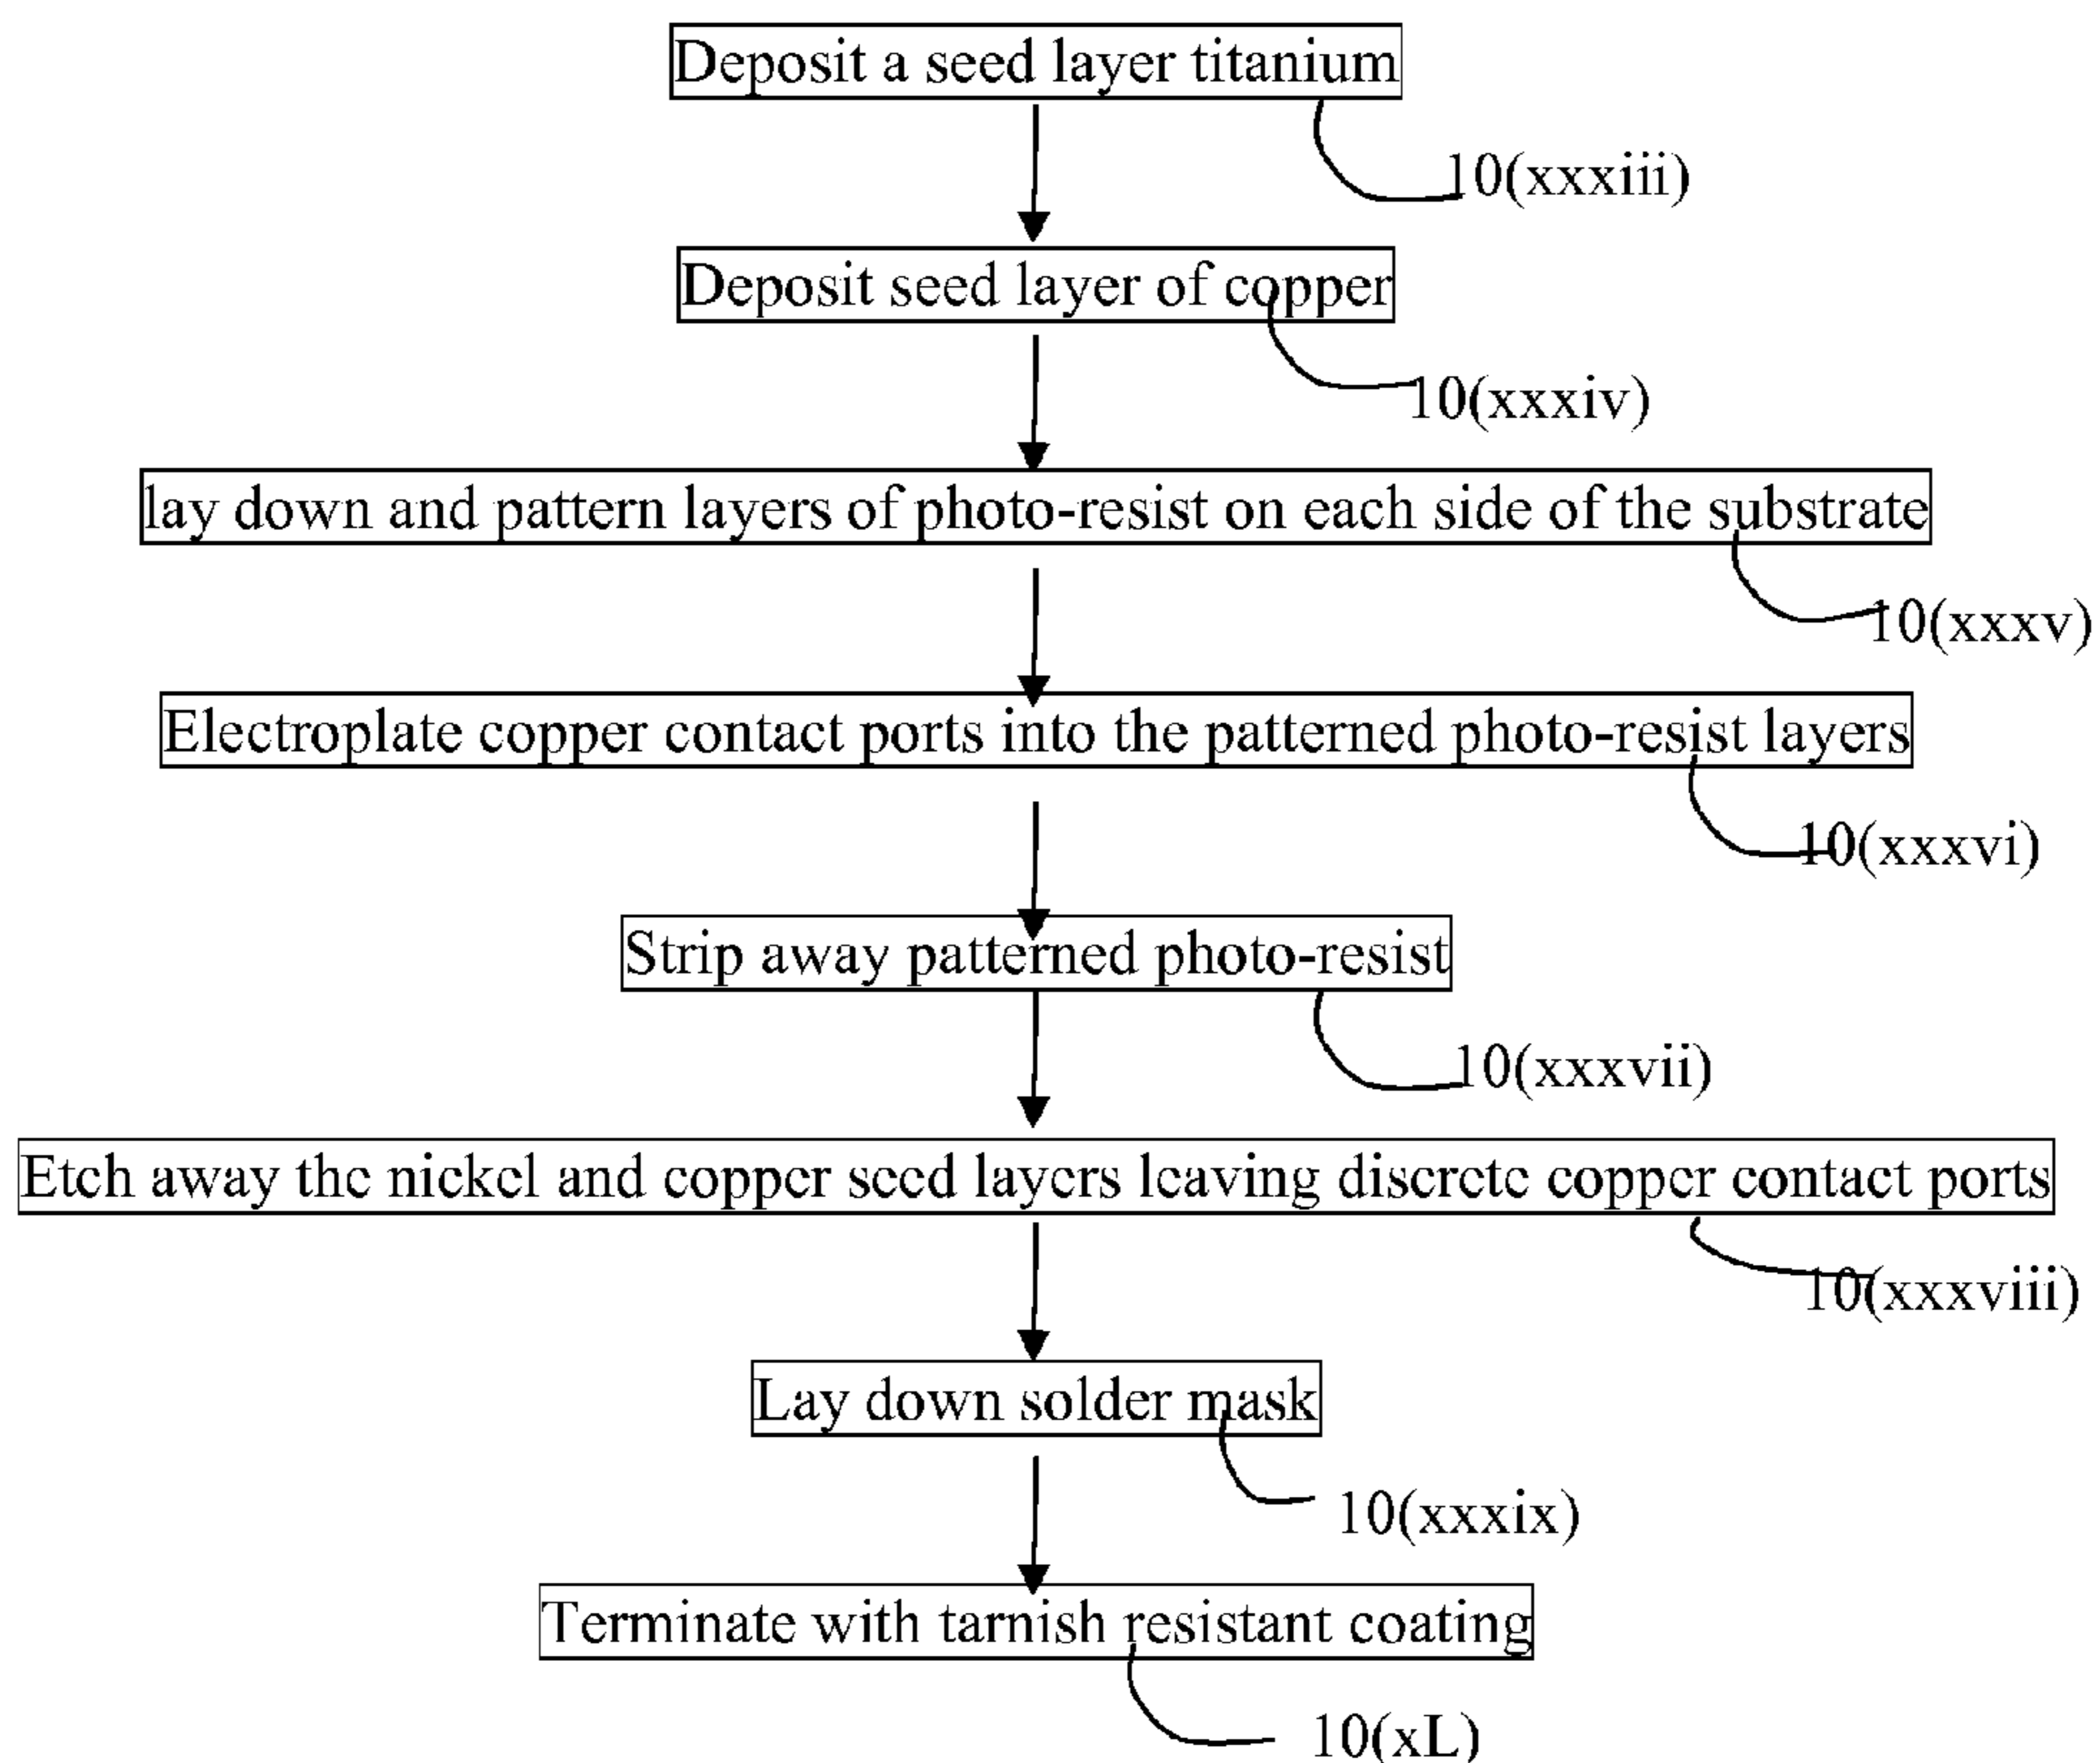 Deposit a seed layer titanium
10(xxxiii)
Deposit seed layer of copper
10(xxxiv)
lay down and pattern layers of photo-resist on each side of the substrate
10(xxxv)
Electroplate copper contact ports into the patterned photo-resist layers
10(xxxvi)
Strip away patterned photo-resist
10(xxxvii)
Etch away the nickel and copper seed layers leaving discrete copper contact ports
10(xxxviii)
Lay down solder mask
10(xxxix)
Terminate with tarnish resistant coating
10(xL)